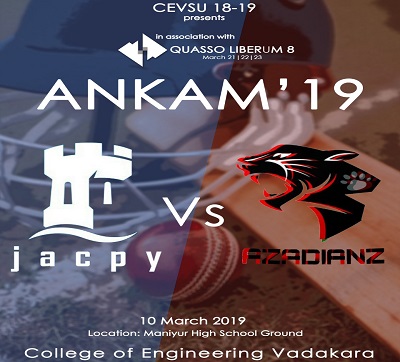 CEVSU 18-19
presents
in association with
QUASSO LIBERUM 8
March 21|22|23
ANKAM'19
Vs
jacpy
AZADIANZ
10 March 2019
Location: Maniyur High School Ground
College of Engineering Vadakara